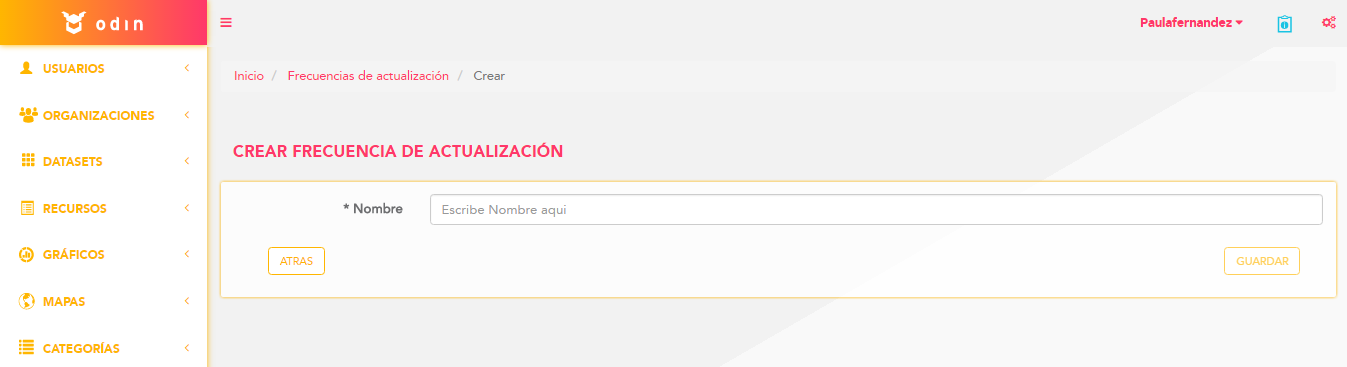 odin
Paulafernandez
USUARIOS
ORGANIZACIONES
DATASETS
RECURSOS
GRÁFICOS
MAPAS
CATEGORÍAS
Inicio / Frecuencias de actualización / Crear
CREAR FRECUENCIA DE ACTUALIZACIÓN
* Nombre Escribe Nombre aqui
ATRAS GUARDAR